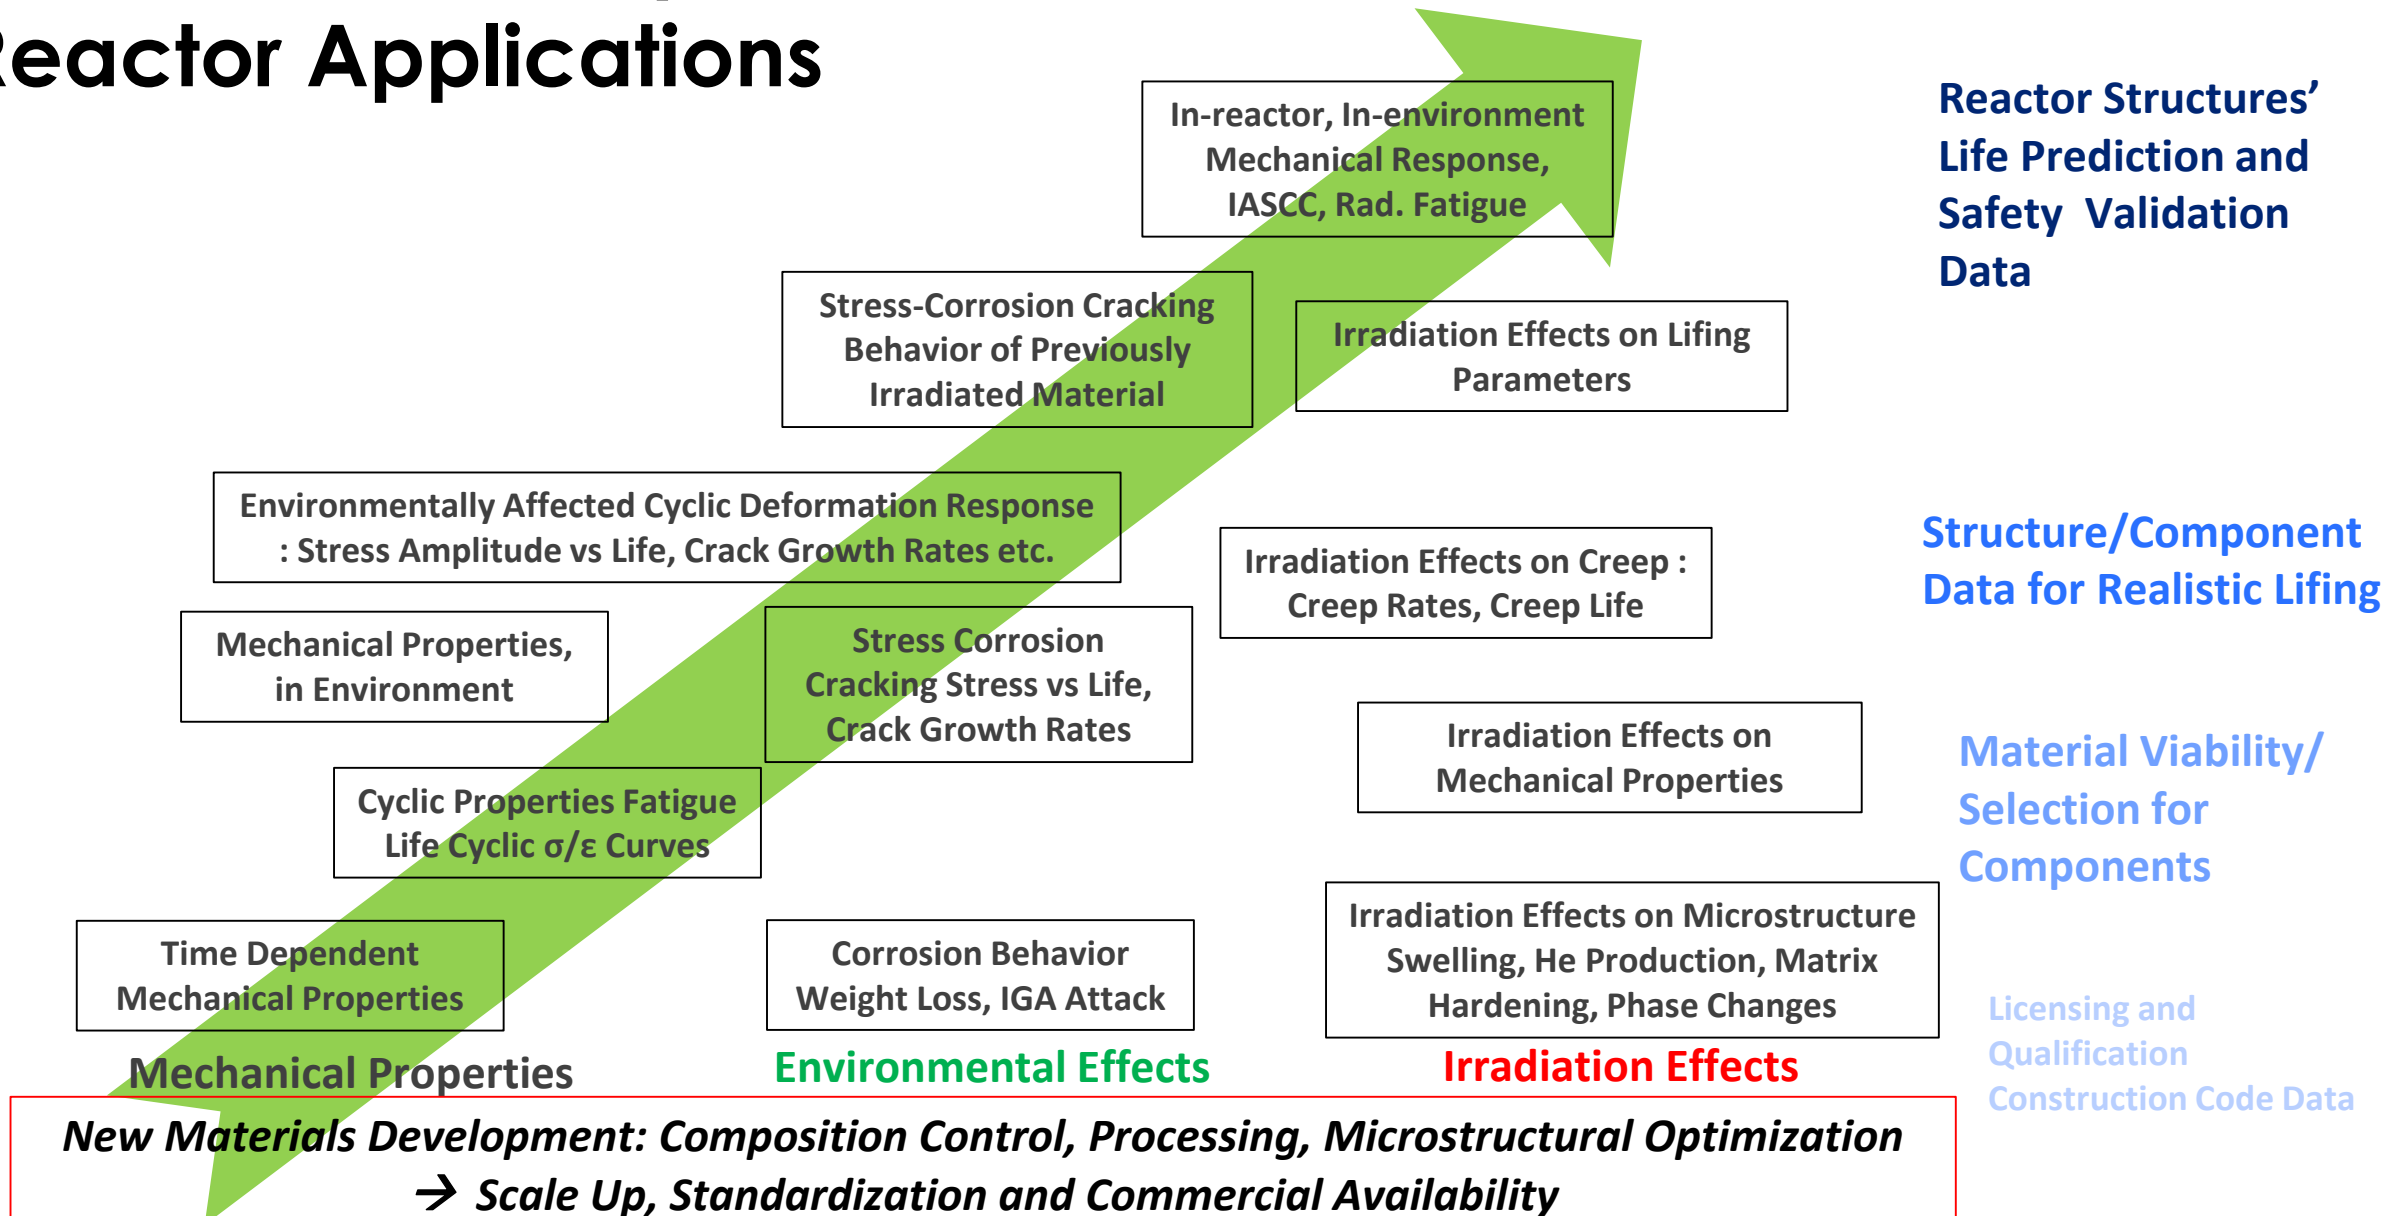 Reactor Applications
In-reactor, In-environment
Mechanical Response,
IASCC, Rad. Fatigue
Reactor Structures’
Life Prediction and
Safety Validation
Data
Stress-Corrosion Cracking
Behavior of Previously
Irradiated Material
Irradiation Effects on Lifing
Parameters
Environmentally Affected Cyclic Deformation Response
: Stress Amplitude vs Life, Crack Growth Rates etc.
Irradiation Effects on Creep :
Creep Rates, Creep Life
Structure/Component
Data for Realistic Lifing
Mechanical Properties,
in Environment
Stress Corrosion
Cracking Stress vs Life,
Crack Growth Rates
Irradiation Effects on
Mechanical Properties
Material Viability/
Selection for
Components
Cyclic Properties Fatigue
Life Cyclic σ/ε Curves
Time Dependent
Mechanical Properties
Corrosion Behavior
Weight Loss, IGA Attack
Irradiation Effects on Microstructure
Swelling, He Production, Matrix
Hardening, Phase Changes
Licensing and
Qualification
Construction Code Data
Mechanical Properties
Environmental Effects
Irradiation Effects
New Materials Development: Composition Control, Processing, Microstructural Optimization
→ Scale Up, Standardization and Commercial Availability